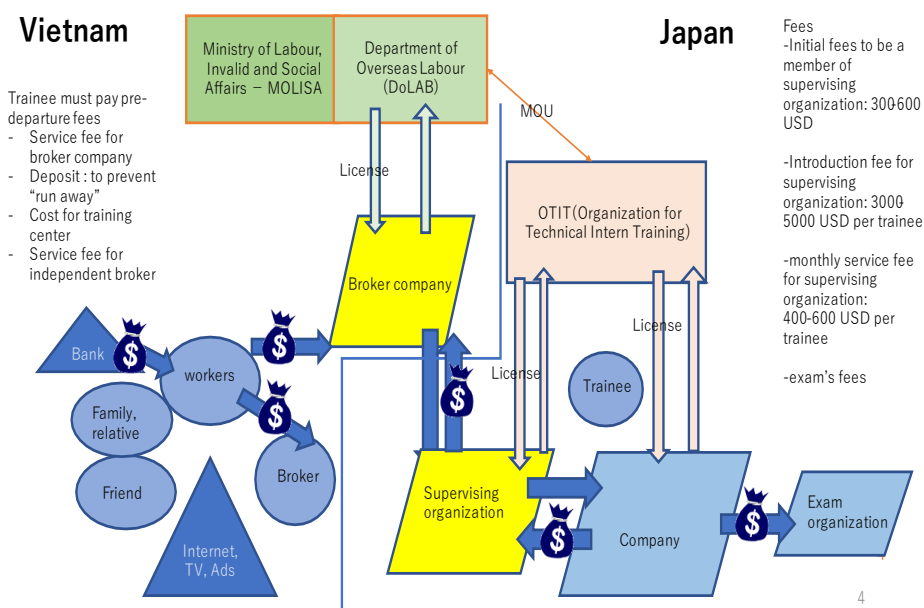 Vietnam
Japan
Ministry of Labour,
Invalid and Social
Affairs – MOLISA
Department of
Overseas Labour
(DoLAB)
Fees
-Initial fees to be a
member of
supervising
organization: 300-600
USD
-Introduction fee for
supervising
organization: 3000-
5000 USD per trainee
-monthly service fee
for supervising
organization:
400-600 USD per
trainee
-exam's fees
Trainee must pay pre-
departure fees
- Service fee for
broker company
- Deposit : to prevent
“run away”
- Cost for training
center
- Service fee for
independent broker
MOU
License
OTIT(Organization for
Technical Intern Training)
Broker company
License
License
Bank
$
workers
$
$
$
Trainee
Family,
relative
Friend
Broker
Internet,
TV, Ads
Supervising
organization
$
Company
$
Exam
organization
4